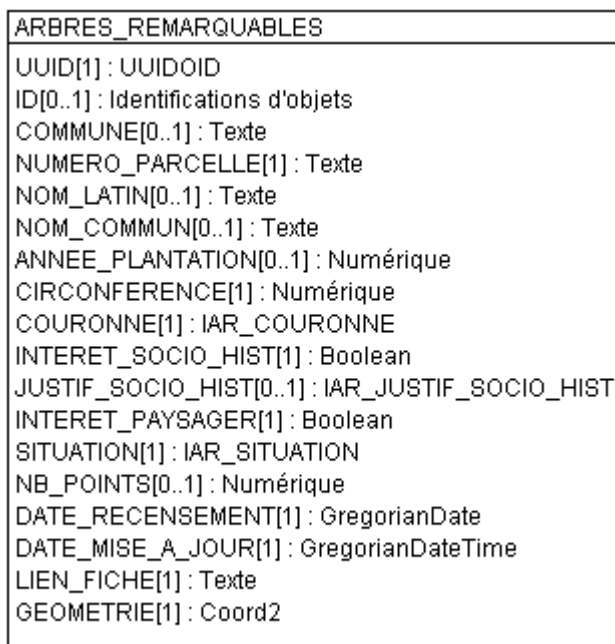 ARBRES_REMARQUABLES
UUID[1] : UUIDOID
ID[0..1] : Identifications d'objets
COMMUNE[0..1] : Texte
NUMERO_PARCELLE[1] : Texte
NOM_LATIN[0..1] : Texte
NOM_COMMUN[0..1] : Texte
ANNEE_PLANTATION[0..1] : Numérique
CIRCONFERENCE[1] : Numérique
COURONNE[1] : IAR_COURONNE
INTERET_SOCIO_HIST[1] : Boolean
JUSTIF_SOCIO_HIST[0..1] : IAR_JUSTIF_SOCIO_HIST
INTERET_PAYSAGER[1] : Boolean
SITUATION[1] : IAR_SITUATION
NB_POINTS[0..1] : Numérique
DATE_RECENSEMENT[1] : GregorianDate
DATE_MISE_A_JOUR[1] : GregorianDateTime
LIEN_FICHE[1] : Texte
GEOMETRIE[1] : Coord2